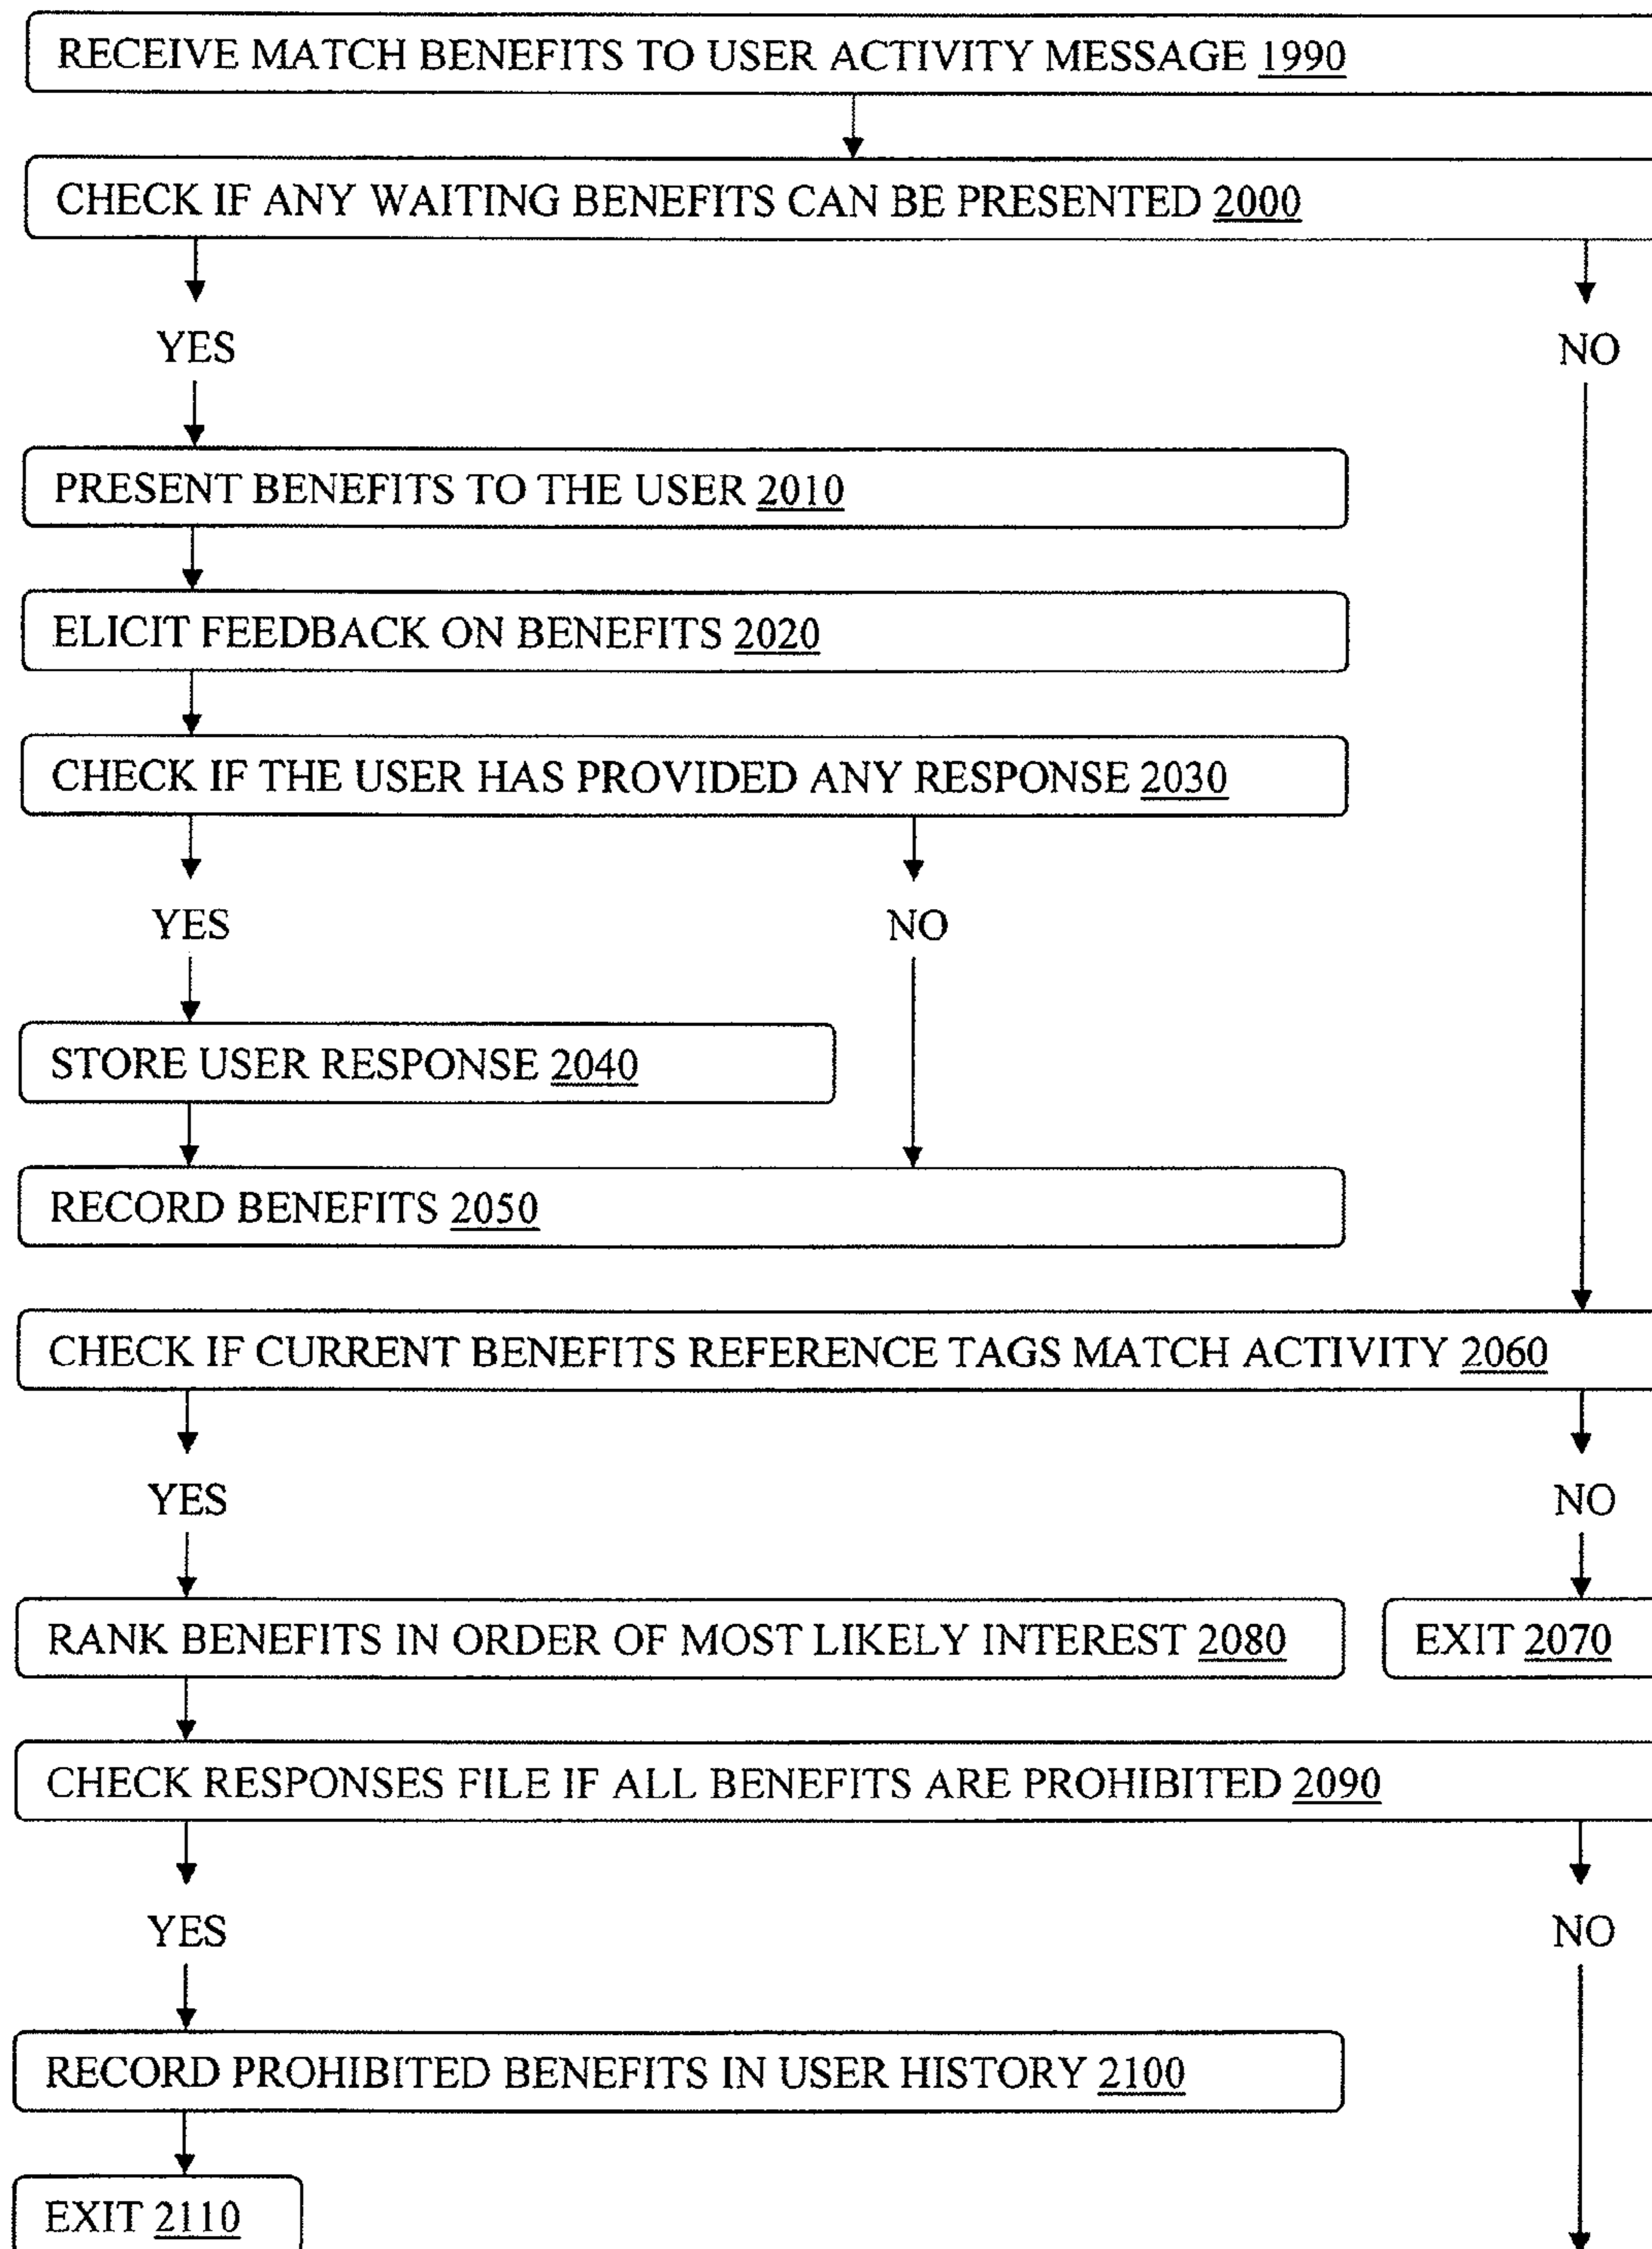 RECEIVE MATCH BENEFITS TO USER ACTIVITY MESSAGE 1990
CHECK IF ANY WAITING BENEFITS CAN BE PRESENTED 2000
YES
NO
PRESENT BENEFITS TO THE USER 2010
ELICIT FEEDBACK ON BENEFITS 2020
CHECK IF THE USER HAS PROVIDED ANY RESPONSE 2030
YES
NO
STORE USER RESPONSE 2040
RECORD BENEFITS 2050
CHECK IF CURRENT BENEFITS REFERENCE TAGS MATCH ACTIVITY 2060
YES
NO
RANK BENEFITS IN ORDER OF MOST LIKELY INTEREST 2080
EXIT 2070
CHECK RESPONSES FILE IF ALL BENEFITS ARE PROHIBITED 2090
YES
NO
RECORD PROHIBITED BENEFITS IN USER HISTORY 2100
EXIT 2110